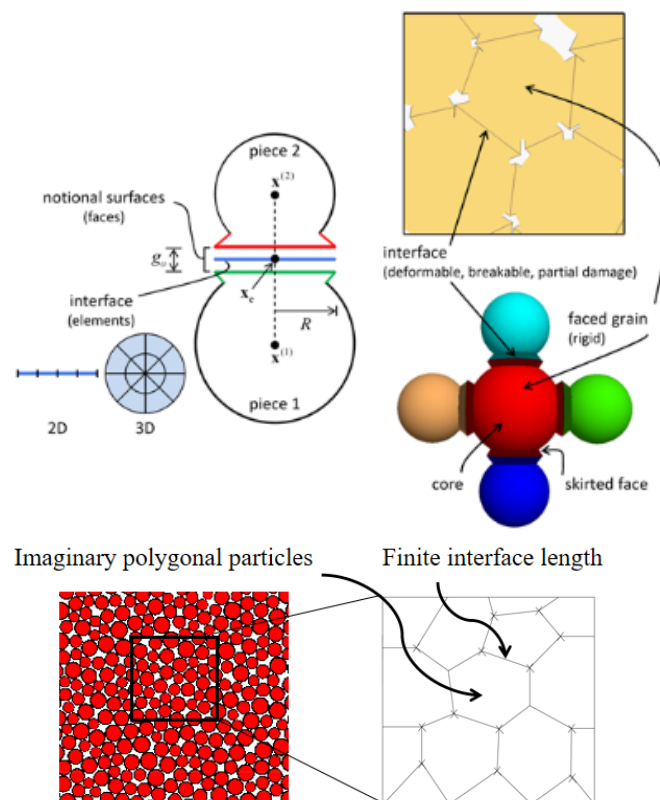 piece 2
x(2)
notional surfaces
(faces)
go
interface
(elements)
xc
R
x(1)
piece 1
2D
3D
interface
(deformable, breakable, partial damage)
faced grain
(rigid)
core
skirted face
Imaginary polygonal particles
Finite interface length